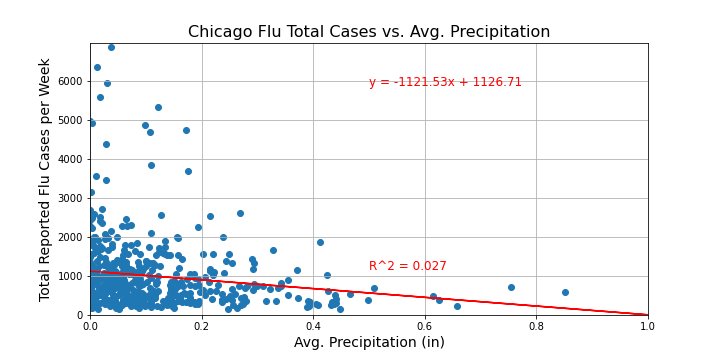 Chicago Flu Total Cases vs. Avg. Precipitation
Total Reported Flu Cases per Week
6000
5000
4000
3000
2000
1000
0
y = -1121.53x + 1126.71
R^2 = 0.027
0.0 0.2 0.4 0.6 0.8 1.0
Avg. Precipitation (in)